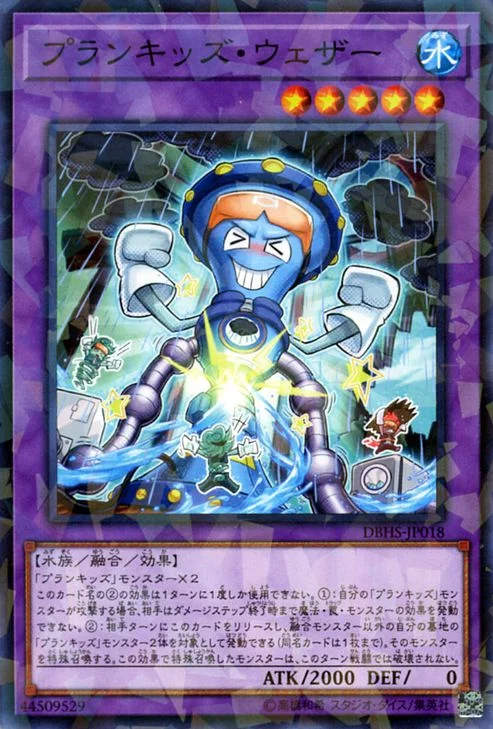 プランキッズ・ウェザー
水
DBHS-JP018
【水族／融合／効果】
「プランキッズ」モンスター×2
このカード名の②の効果は1ターンに1度しか使用できない。①：自分の「プランキッズ」モン
スターが攻撃する場合、相手はダメージステップ終了時まで魔法・罠・モンスターの効果を発動
できない。②：相手ターンにこのカードをリリースし、融合モンスター以外の自分の墓地の
「プランキッズ」モンスター2体を対象として発動できる（同名カードは1枚まで）。そのモンスター
を特殊召喚する。この効果で特殊召喚したモンスターは、このターン戦闘では破壊されない。
ATK/2000 DEF/ 0
44509529 ©高橋和希 スタジオ・ダイス/集英社